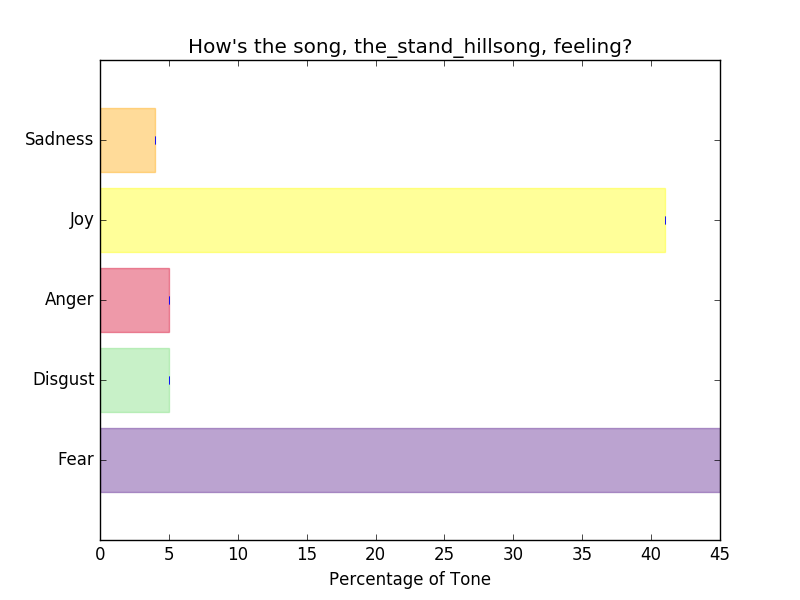 How's the song, the_stand_hillsong, feeling?
Sadness
Joy
Anger
Disgust
Fear
0 5 10 15 20 25 30 35 40 45
Percentage of Tone